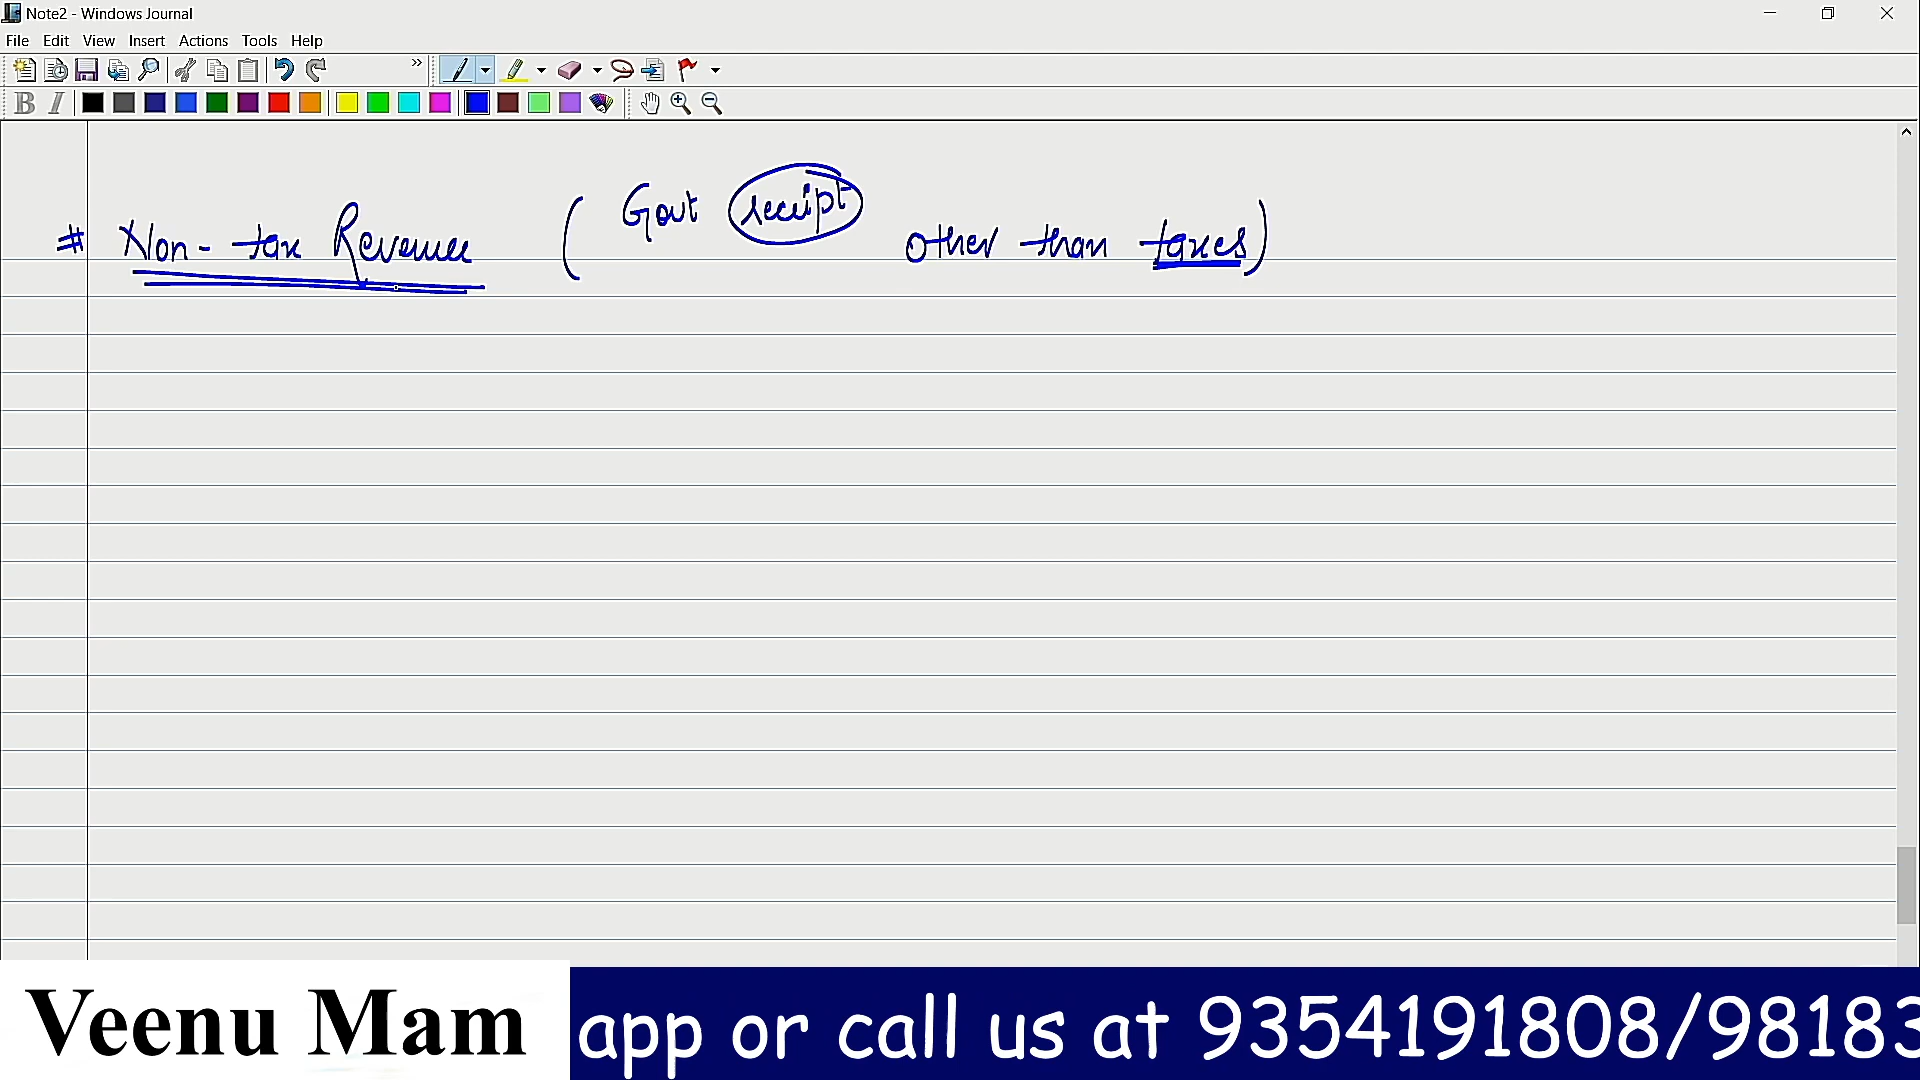 Note2 - Windows Journal
File Edit View Insert Actions Tools Help
B I
# Non-tax Revenue ( Govt receipt other than taxes)
Veenu Mam
app or call us at 9354191808/98183